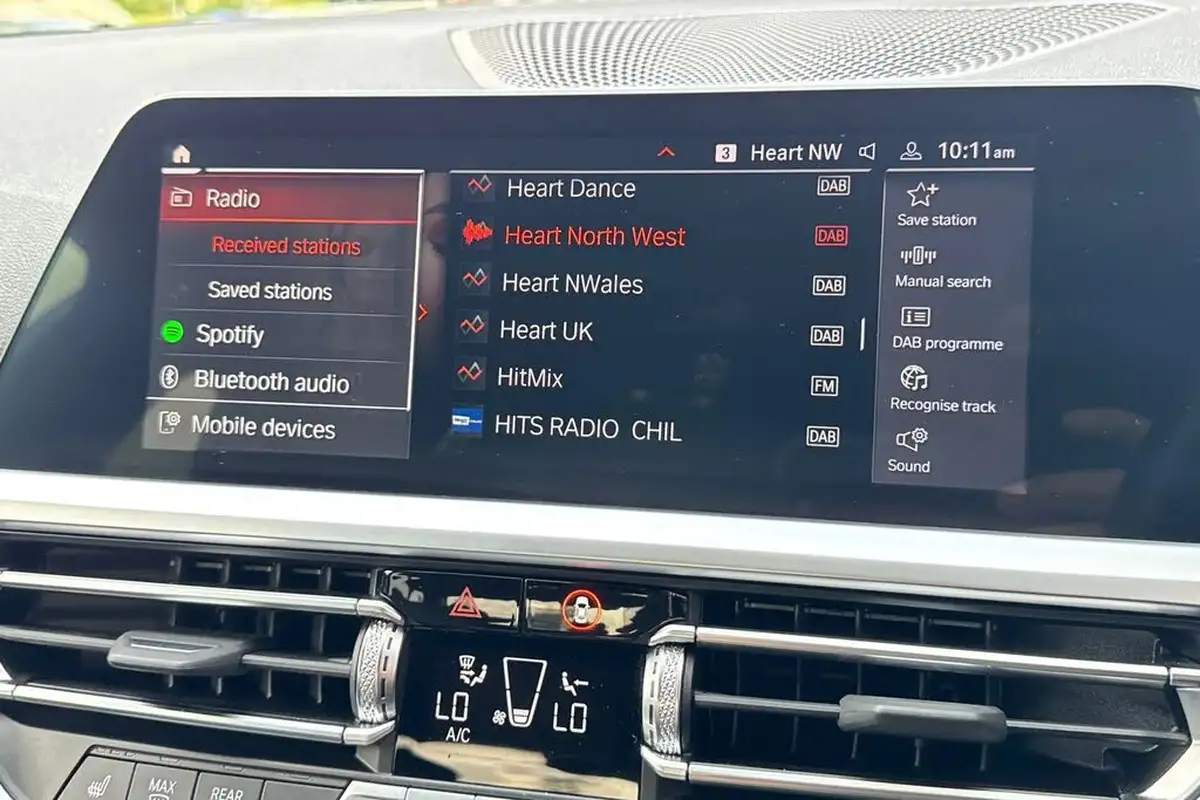 3 Heart NW 10:11am
Radio
Received stations
Saved stations
Spotify
Bluetooth audio
Mobile devices
Heart Dance DAB
Heart North West DAB
Heart NWales DAB
Heart UK DAB
HitMix FM
HITS RADIO CHIL DAB
Save station
Manual search
DAB programme
Recognise track
Sound
LO LO
A/C
MAX
REAR